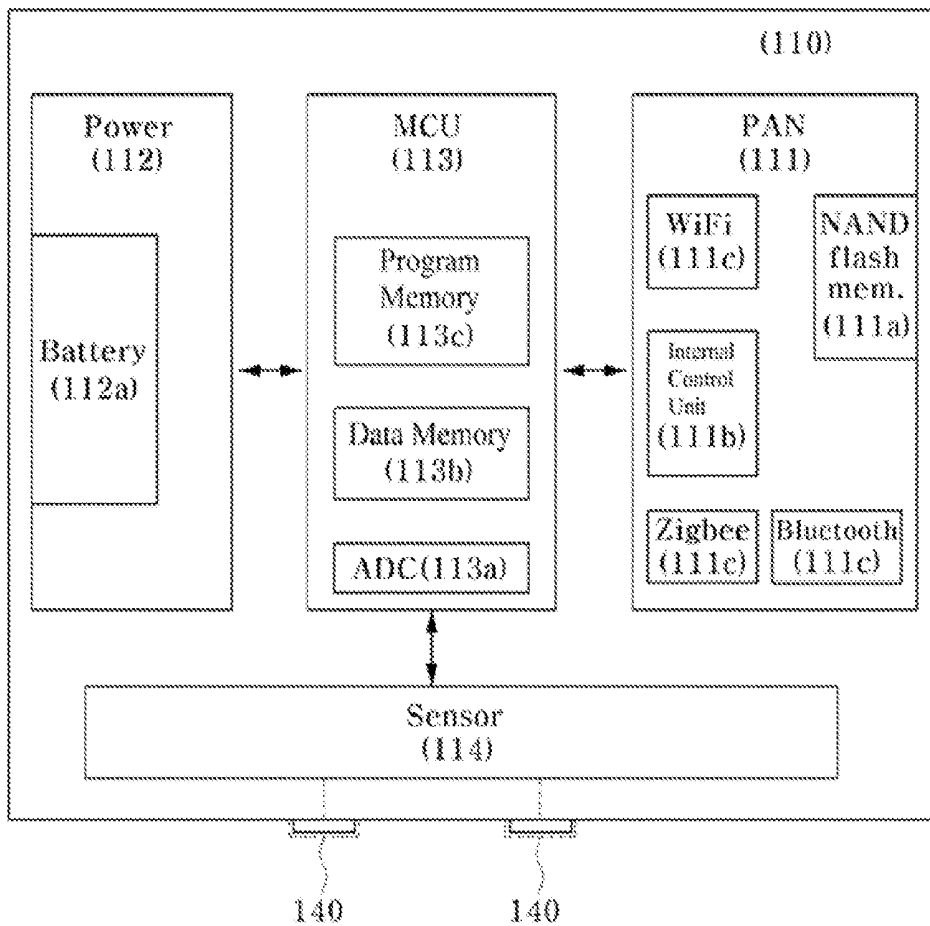 (110)
Power
(112)
Battery
(112a)
MCU
(113)
Program
Memory
(113c)
Data Memory
(113b)
ADC(113a)
PAN
(111)
WiFi
(111c)
NAND
flash
mem.
(111a)
Internal
Control
Unit
(111b)
Zigbee
(111c)
Bluetooth
(111c)
Sensor
(114)
140
140